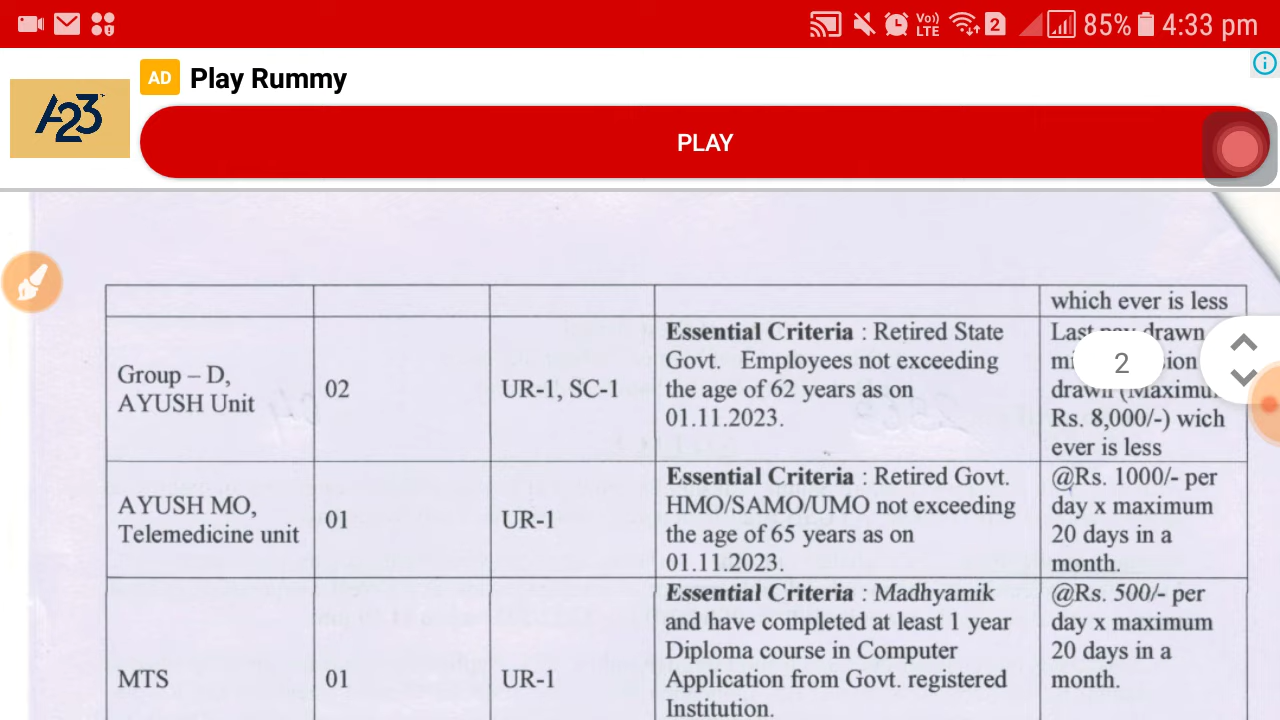 Vo))
LTE
2
85%
4:33 pm
A23
AD
Play Rummy
PLAY
which ever is less
Group – D,
AYUSH Unit
02
UR-1, SC-1
Essential Criteria : Retired State
Govt. Employees not exceeding
the age of 62 years as on
01.11.2023.
Last drawn
drawn (Maximum
Rs. 8,000/-) wich
ever is less
2
AYUSH MO,
Telemedicine unit
01
UR-1
Essential Criteria : Retired Govt.
HMO/SAMO/UMO not exceeding
the age of 65 years as on
01.11.2023.
@Rs. 1000/- per
day x maximum
20 days in a
month.
MTS
01
UR-1
Essential Criteria : Madhyamik
and have completed at least 1 year
Diploma course in Computer
Application from Govt. registered
Institution.
@Rs. 500/- per
day x maximum
20 days in a
month.